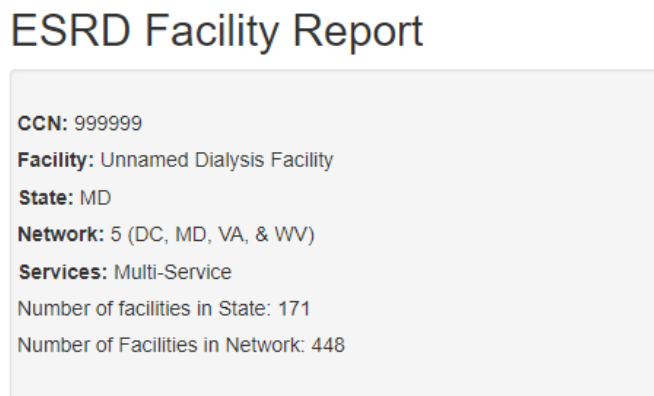 ESRD Facility Report
CCN: 999999
Facility: Unnamed Dialysis Facility
State: MD
Network: 5 (DC, MD, VA, & WV)
Services: Multi-Service
Number of facilities in State: 171
Number of Facilities in Network: 448